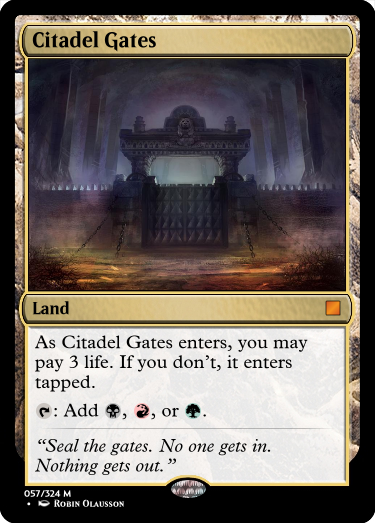 Citadel Gates
Land
As Citadel Gates enters, you may
pay 3 life. If you don't, it enters
tapped.
: Add , , or .
“Seal the gates. No one gets in.
Nothing gets out.”
057/324 M
• Robin Olausson